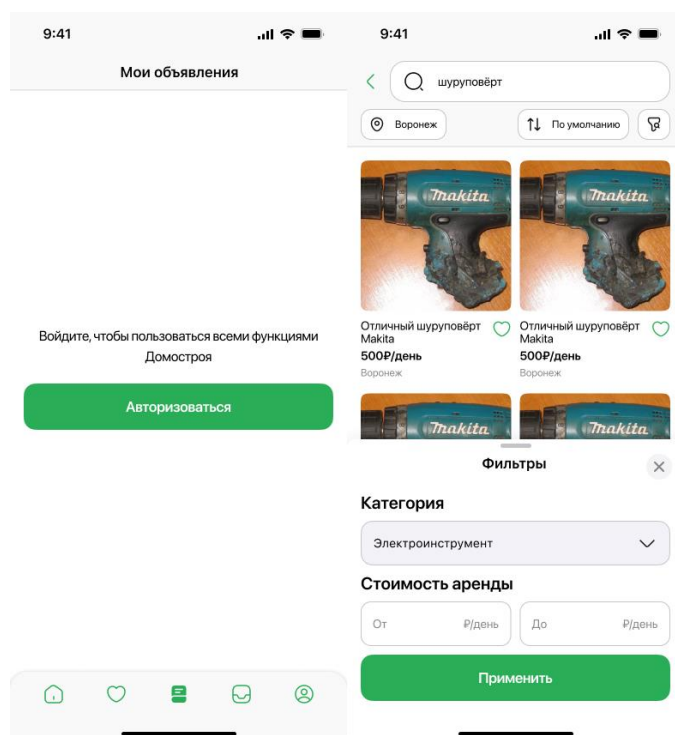 9:41
Мои объявления
Войдите, чтобы пользоваться всеми функциями
Домостроя
Авторизоваться
9:41
шуруповёрт
Воронеж
По умолчанию
makita
makita
Отличный шуруповёрт
Makita
500₽/день
Воронеж
Отличный шуруповёрт
Makita
500₽/день
Воронеж
makita
makita
Фильтры
Категория
Электроинструмент
Стоимость аренды
От ₽/день
До ₽/день
Применить